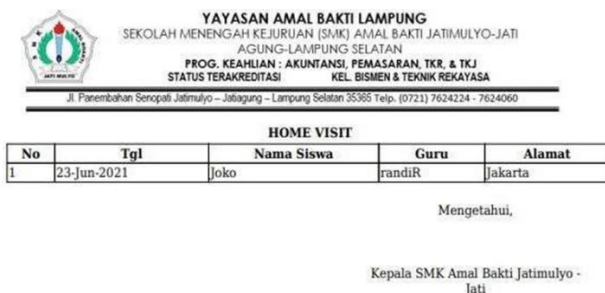 YAYASAN AMAL BAKTI LAMPUNG
SEKOLAH MENENGAH KEJURUAN (SMK) AMAL BAKTI JATIMULYO-JATI
AGUNG-LAMPUNG SELATAN
PROG. KEAHLIAN : AKUNTANSI, PEMASARAN, TKR, & TKJ
STATUS TERAKREDITASI KEL. BISMEN & TEKNIK REKAYASA
JATI MULYO
Jl. Panembahan Senopati Jatimulyo – Jatiagung – Lampung Selatan 35365 Telp. (0721) 7624224 - 7624060
HOME VISIT
No Tgl Nama Siswa Guru Alamat
1 23-Jun-2021 Joko randiR Jakarta
Mengetahui,
Kepala SMK Amal Bakti Jatimulyo -
Jati